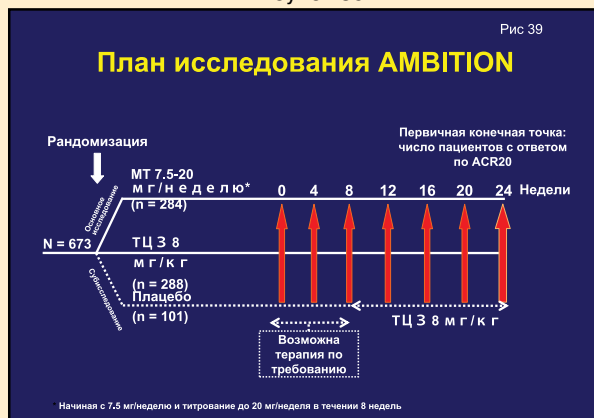 Рис 39
План исследования AMBITION
Рандомизация
Первичная конечная точка:
число пациентов с ответом
по ACR20
МТ 7.5-20
мг/неделю*
(n = 284)
0 4 8 12 16 20 24 Недели
Основное исследование
N = 673
ТЦЗ 8
мг/кг
(n = 288)
Субисследование
Плацебо
(n = 101)
ТЦЗ 8 мг/кг
Возможна
терапия по
требованию
* Начиная с 7.5 мг/неделю и титрование до 20 мг/неделя в течении 8 недель